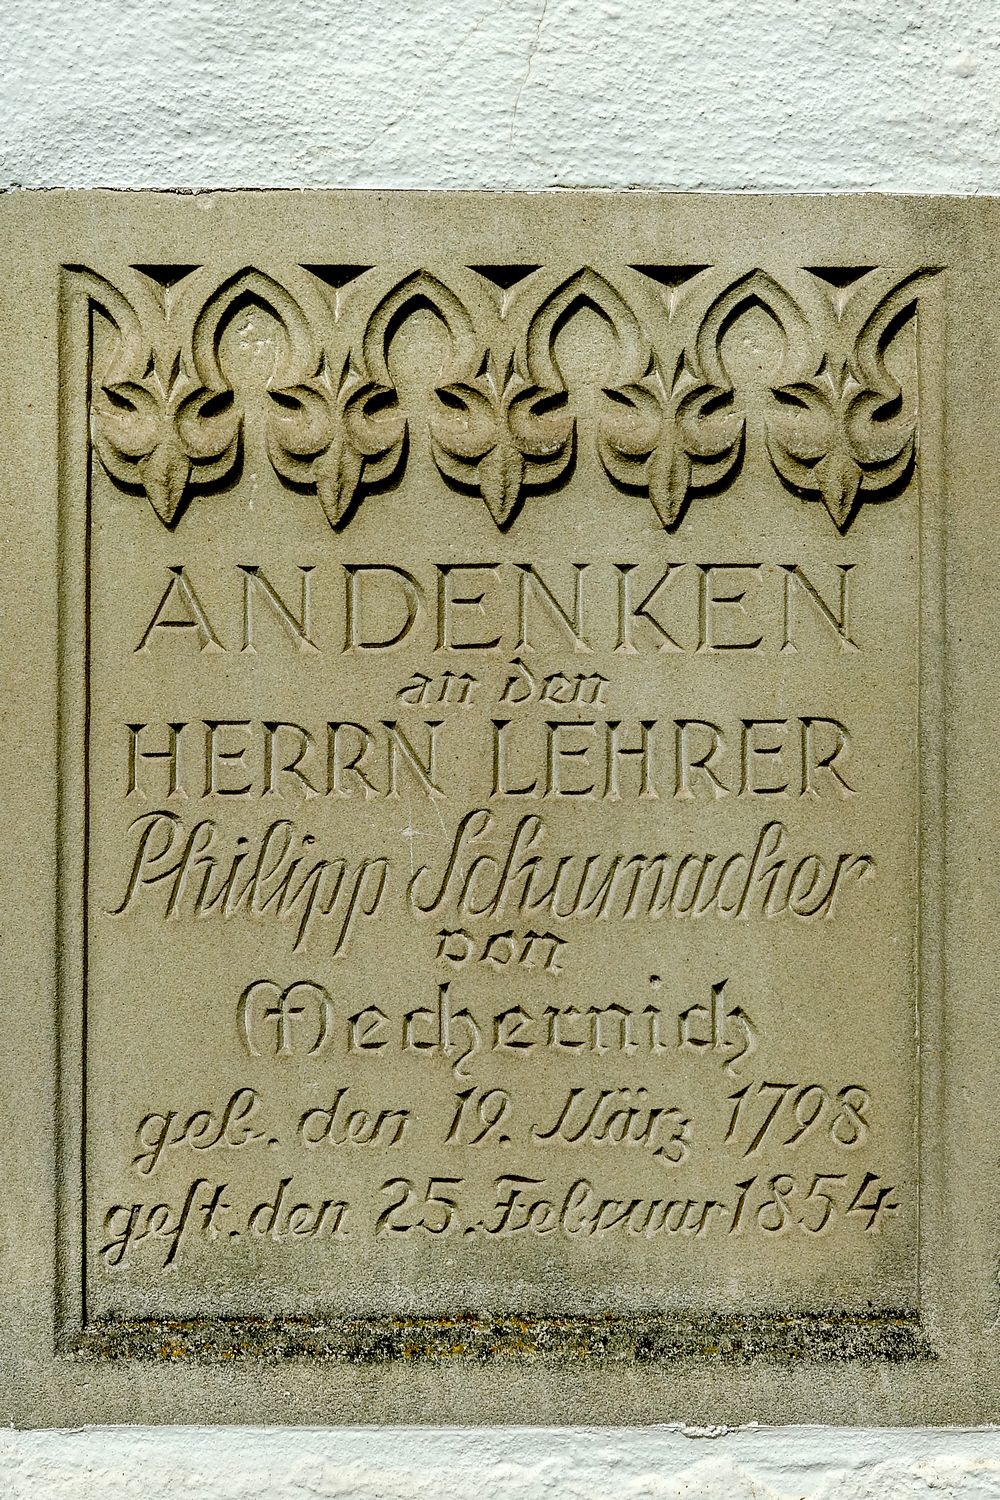 ANDENKEN
an den
HERRN LEHRER
Philipp Schumacher
von
Mechernich
geb. den 19. März 1798
gest. den 25. Februar 1854